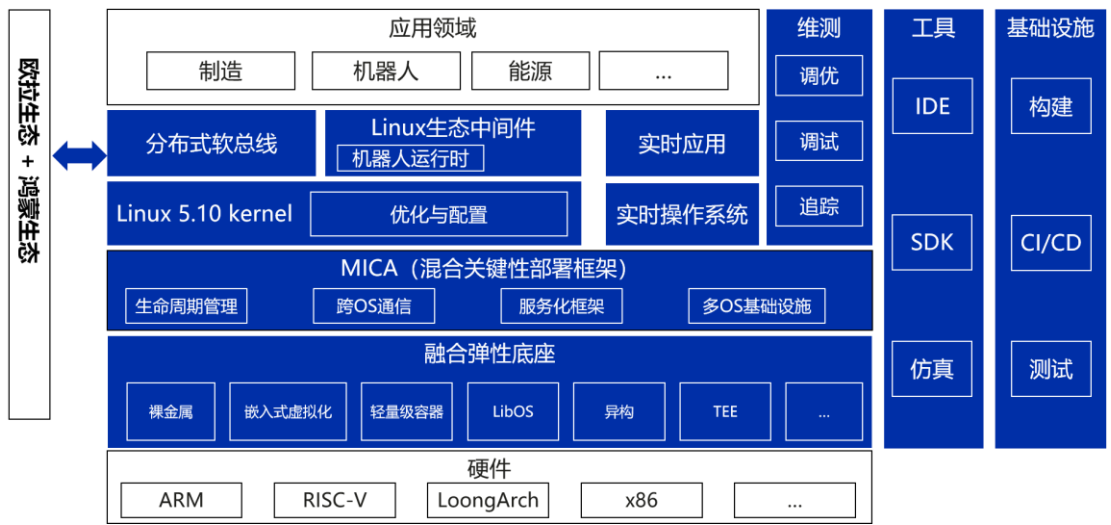 欧拉生态 + 鸿蒙生态
应用领域
制造
机器人
能源
...
分布式软总线
Linux生态中间件
机器人运行时
实时应用
Linux 5.10 kernel
优化与配置
实时操作系统
MICA（混合关键性部署框架）
生命周期管理
跨OS通信
服务化框架
多OS基础设施
融合弹性底座
裸金属
嵌入式虚拟化
轻量级容器
LibOS
异构
TEE
...
硬件
ARM
RISC-V
LoongArch
x86
...
维测
调优
调试
追踪
工具
IDE
SDK
仿真
基础设施
构建
CI/CD
测试